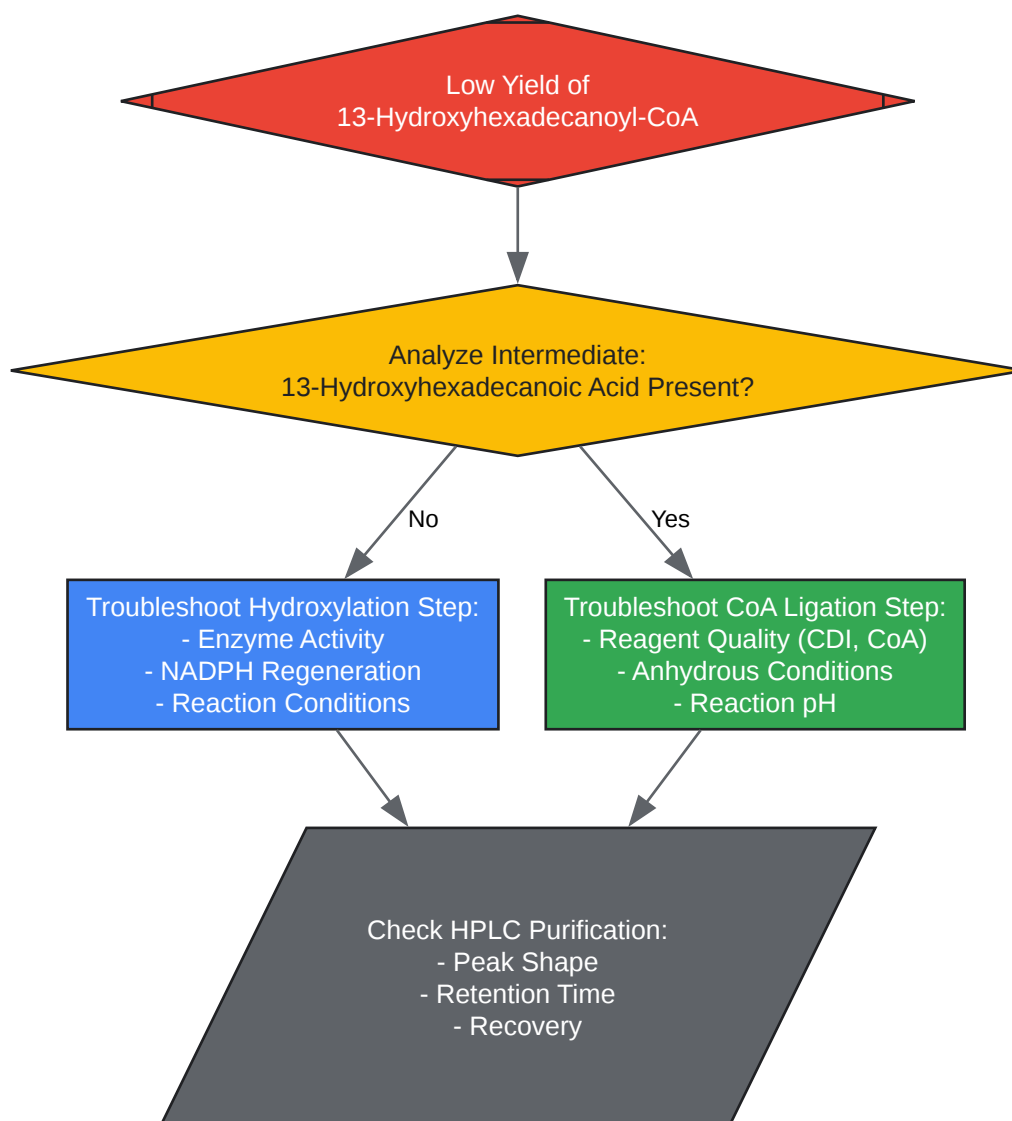 Low Yield of
13-Hydroxyhexadecanoyl-CoA
Analyze Intermediate:
13-Hydroxyhexadecanoic Acid Present?
No
Yes
Troubleshoot Hydroxylation Step:
- Enzyme Activity
- NADPH Regeneration
- Reaction Conditions
Troubleshoot CoA Ligation Step:
- Reagent Quality (CDI, CoA)
- Anhydrous Conditions
- Reaction pH
Check HPLC Purification:
- Peak Shape
- Retention Time
- Recovery